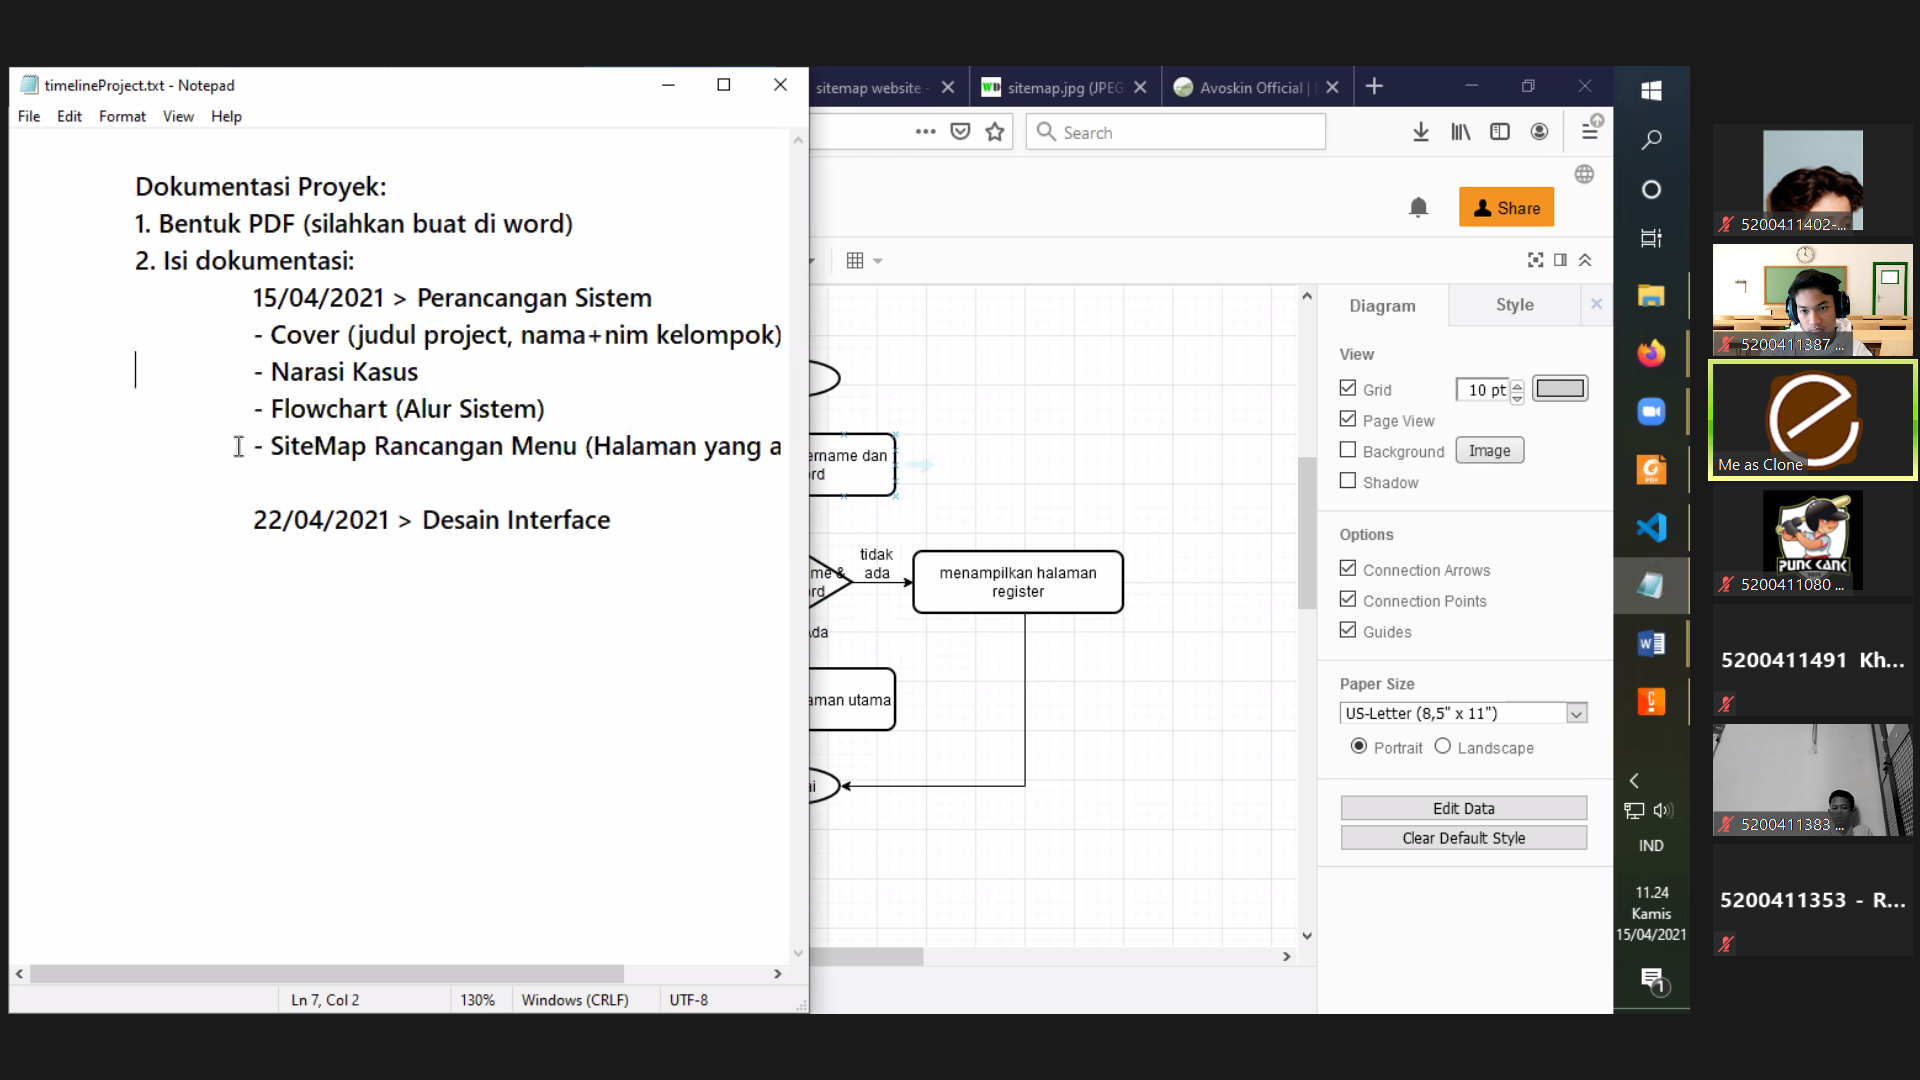 timelineProject.txt - Notepad
File Edit Format View Help
Dokumentasi Proyek:
1. Bentuk PDF (silahkan buat di word)
2. Isi dokumentasi:
15/04/2021 > Perancangan Sistem
- Cover (judul project, nama+nim kelompok)
- Narasi Kasus
- Flowchart (Alur Sistem)
- SiteMap Rancangan Menu (Halaman yang a
22/04/2021 > Desain Interface
Ln 7, Col 2 130% Windows (CRLF) UTF-8
sitemap website -
sitemap.jpg (JPEG
Avoskin Official |
Search
Share
ername dan
rd
tidak
ada
me &
rd
menampilkan halaman
register
da
aman utama
ai
Diagram Style
View
Grid 10 pt
Page View
Background Image
Shadow
Options
Connection Arrows
Connection Points
Guides
Paper Size
US-Letter (8,5" x 11")
Portrait Landscape
Edit Data
Clear Default Style
IND
11.24
Kamis
15/04/2021
1
5200411402-...
5200411387 ...
Me as Clone
PUNK KANK
5200411080 ...
5200411491 Kh...
5200411383 ...
5200411353 - R...